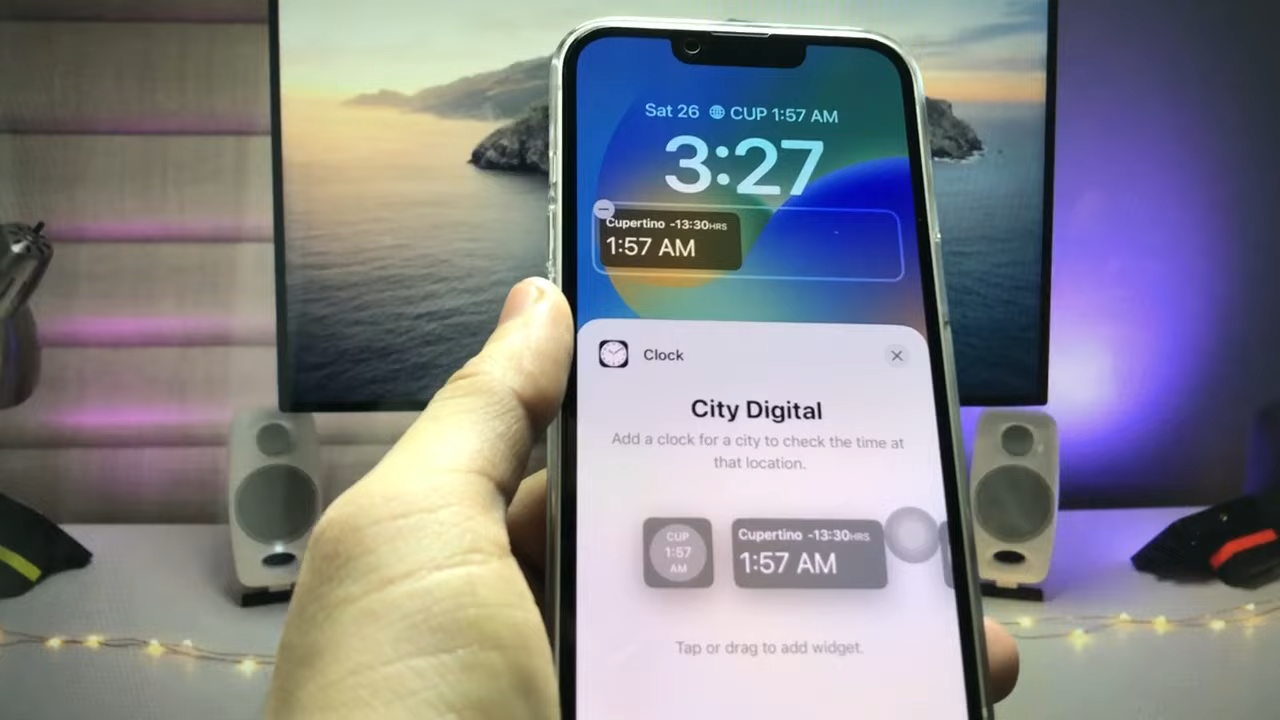 Sat 26 CUP 1:57 AM
3:27
Cupertino -13:30HRS
1:57 AM
Clock
City Digital
Add a clock for a city to check the time at
that location.
CUP
1:57
AM
Cupertino -13:30HRS
1:57 AM
Tap or drag to add widget.